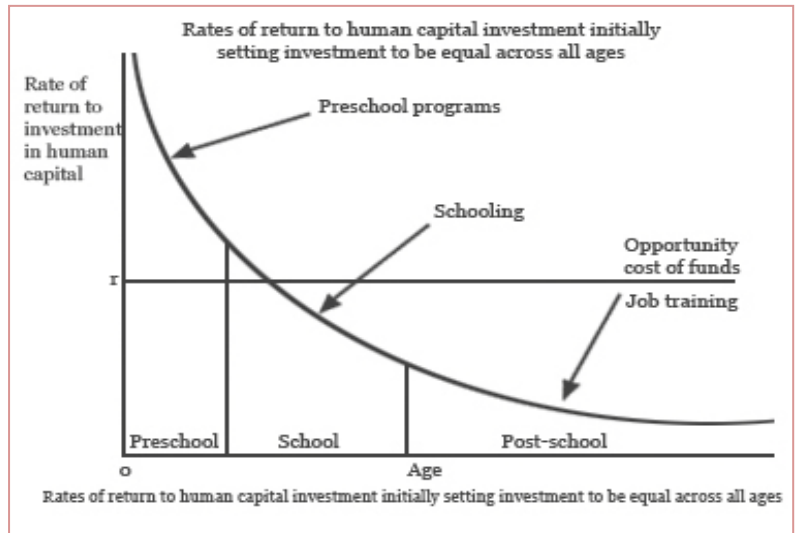 Rates of return to human capital investment initially
setting investment to be equal across all ages
Rate of
return to
investment
in human
capital
Preschool programs
Schooling
Opportunity
cost of funds
r
Job training
Preschool
School
Post-school
0
Age
Rates of return to human capital investment initially setting investment to be equal across all ages